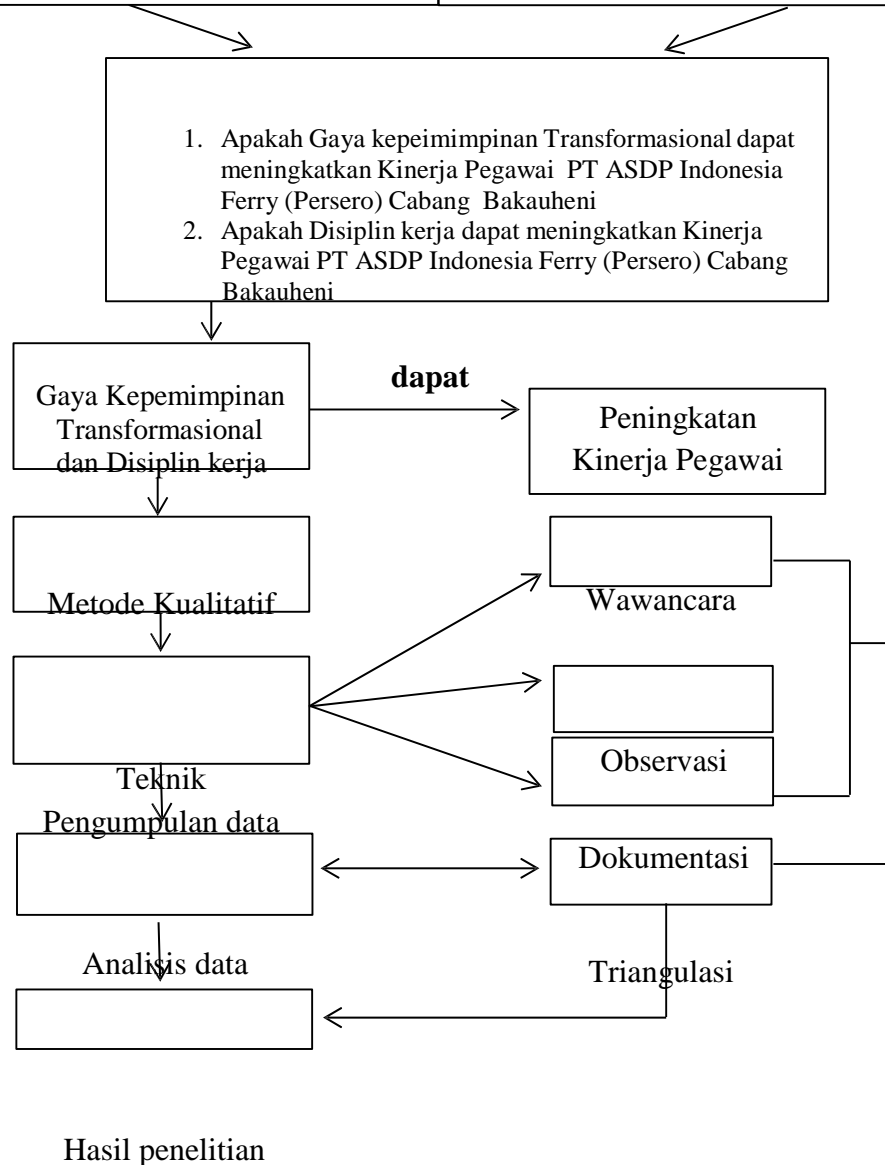 1. Apakah Gaya kepeimimpinan Transformasional dapat
meningkatkan Kinerja Pegawai PT ASDP Indonesia
Ferry (Persero) Cabang Bakauheni
2. Apakah Disiplin kerja dapat meningkatkan Kinerja
Pegawai PT ASDP Indonesia Ferry (Persero) Cabang
Bakauheni
dapat
Gaya Kepemimpinan
Transformasional
dan Disiplin kerja
Peningkatan
Kinerja Pegawai
Metode Kualitatif
Wawancara
Teknik
Pengumpulan data
Observasi
Dokumentasi
Analisis data
Triangulasi
Hasil penelitian